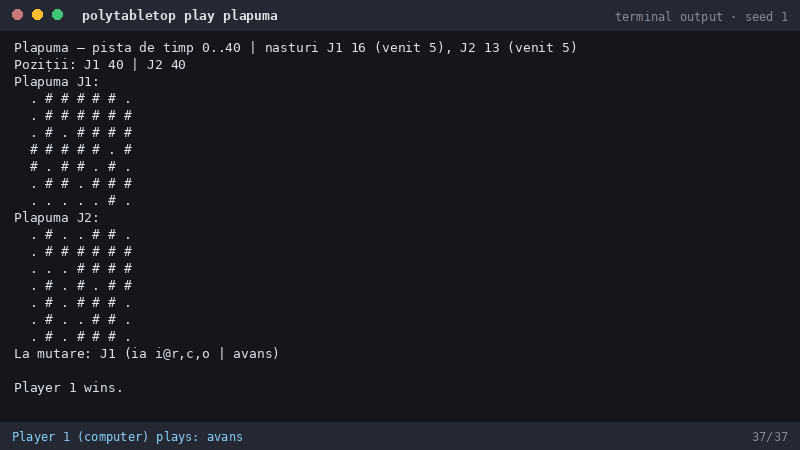 polytabletop play plapuma
terminal output · seed 1
Plapuma — pista de timp 0..40 | nasturi J1 16 (venit 5), J2 13 (venit 5)
Poziții: J1 40 | J2 40
Plapuma J1:
. # # # # # .
. # # # # # #
. # . # # # #
# # # # # . #
# . # # . # .
. # # . # # #
. . . . . # .
Plapuma J2:
. # . . # # .
. # # # # # #
. . . # # # #
. # . # . # #
. # . # # # .
. # . . # # .
. # . # # # .
La mutare: J1 (ia i@r,c,o | avans)
Player 1 wins.
Player 1 (computer) plays: avans
37/37